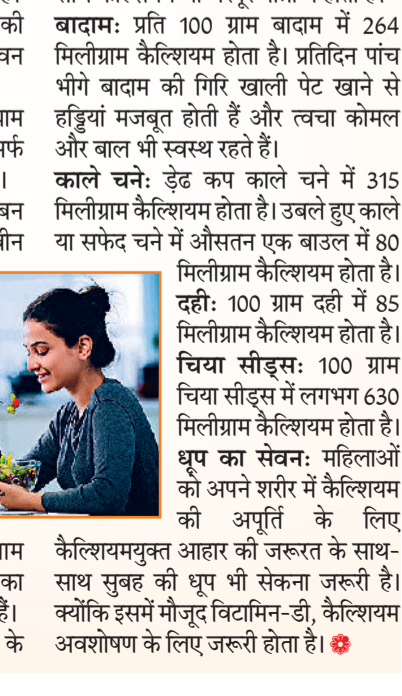 की
वन
र्फ
।
बन
हैं।
के
बादाम: प्रति 100 ग्राम बादाम में 264
मिलीग्राम कैल्शियम होता है। प्रतिदिन पांच
भीगे बादाम की गिरि खाली पेट खाने से
हड्डियां मजबूत होती हैं और त्वचा कोमल
और बाल भी स्वस्थ रहते हैं।
काले चने: ड़ेढ कप काले चने में 315
मिलीग्राम कैल्शियम होता है। उबले हुए काले
या सफेद चने में औसतन एक बाउल में 80
मिलीग्राम कैल्शियम होता है।
दही: 100 ग्राम दही में 85
मिलीग्राम कैल्शियम होता है।
चिया सीड्स: 100 ग्राम
चिया सीड्स में लगभग 630
मिलीग्राम कैल्शियम होता है।
धूप का सेवन: महिलाओं
को अपने शरीर में कैल्शियम
की अपूर्ति के लिए
कैल्शियमयुक्त आहार की जरूरत के साथ-
साथ सुबह की धूप भी सेकना जरूरी है।
क्योंकि इसमें मौजूद विटामिन-डी, कैल्शियम
अवशोषण के लिए जरूरी होता है।